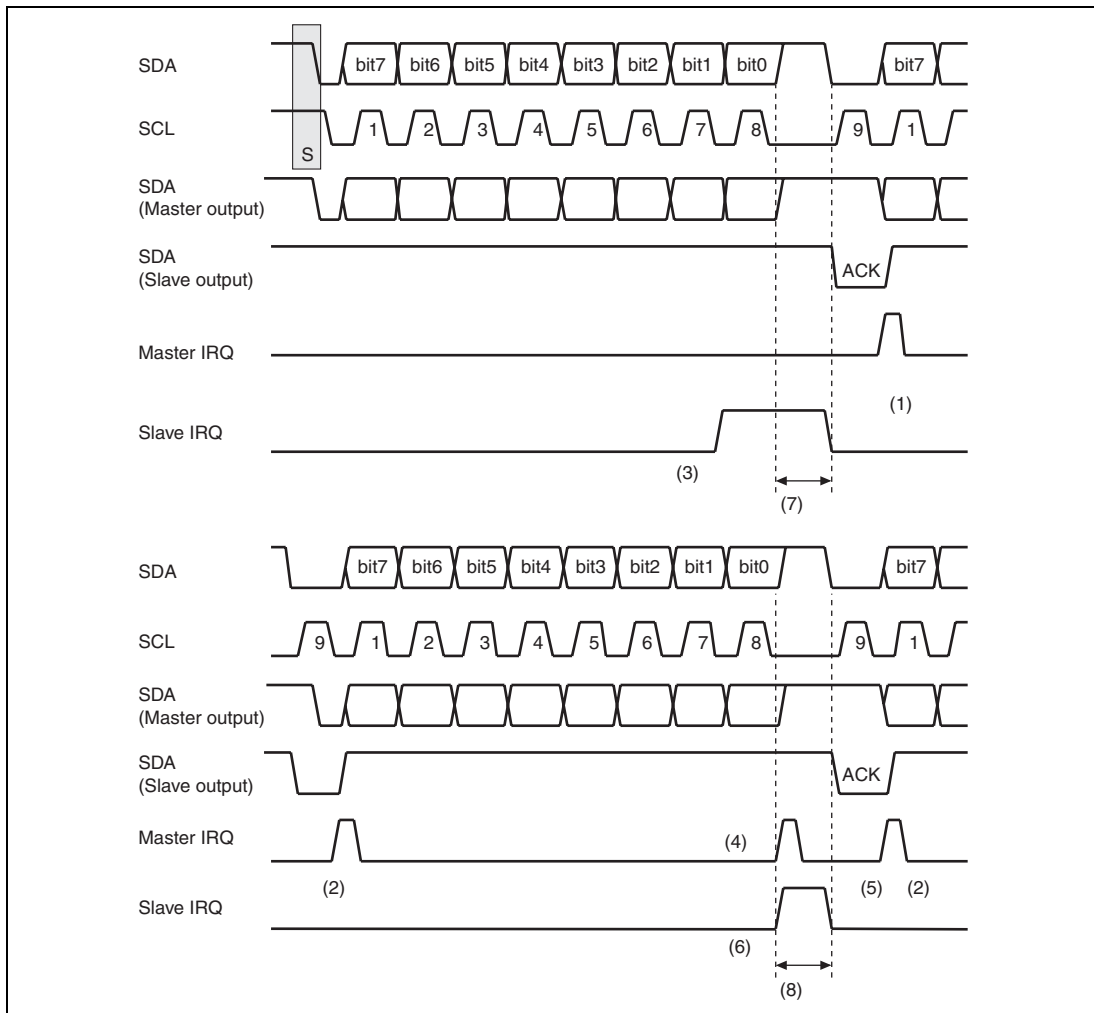 SDA bit7 bit6 bit5 bit4 bit3 bit2 bit1 bit0 bit7
SCL 1 2 3 4 5 6 7 8 9 1
S
SDA
(Master output)
SDA
(Slave output) ACK
Master IRQ
(1)
Slave IRQ
(3)
(7)
SDA bit7 bit6 bit5 bit4 bit3 bit2 bit1 bit0 bit7
SCL 9 1 2 3 4 5 6 7 8 9 1
SDA
(Master output)
SDA
(Slave output) ACK
Master IRQ (4)
(2) (5) (2)
Slave IRQ
(6)
(8)